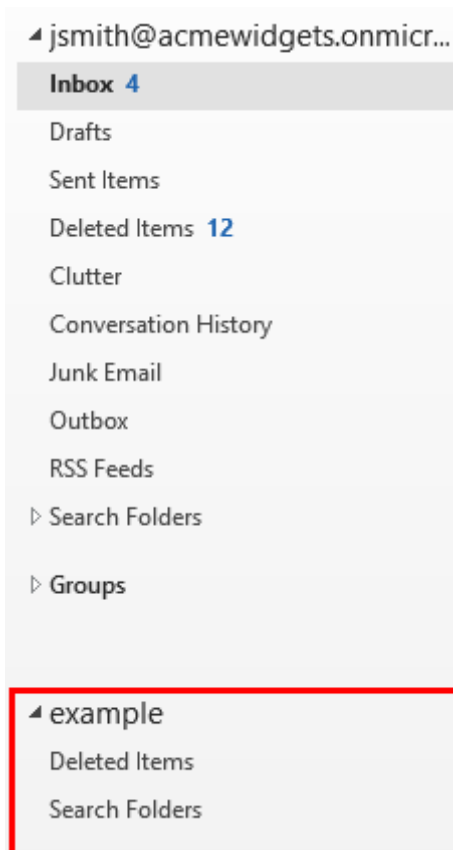 jsmith@acmewidgets.onmicr...
Inbox 4
Drafts
Sent Items
Deleted Items 12
Clutter
Conversation History
Junk Email
Outbox
RSS Feeds
Search Folders
Groups
example
Deleted Items
Search Folders